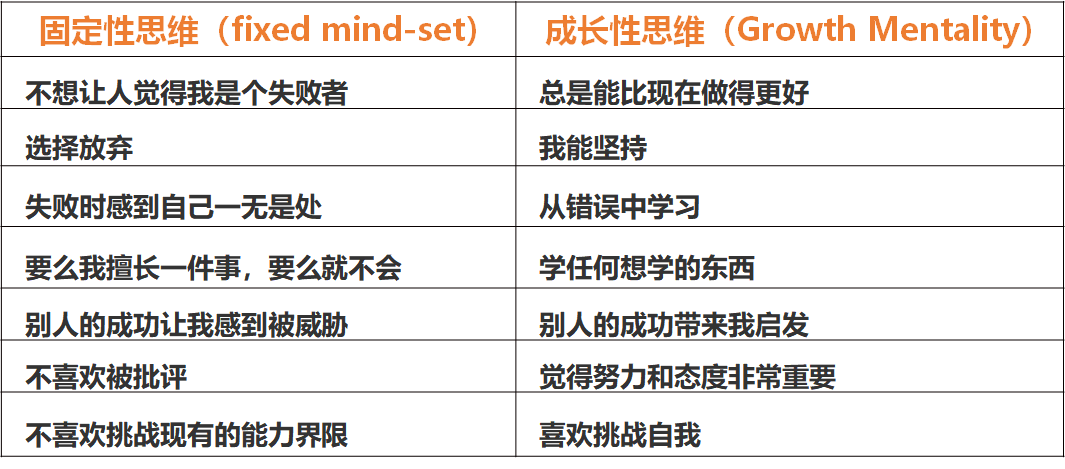 固定性思维（fixed mind-set) 成长性思维（Growth Mentality）
不想让人觉得我是个失败者 总是能比现在做得更好
选择放弃 我能坚持
失败时感到自己一无是处 从错误中学习
要么我擅长一件事，要么就不会 学任何想学的东西
别人的成功让我感到被威胁 别人的成功带来我启发
不喜欢被批评 觉得努力和态度非常重要
不喜欢挑战现有的能力界限 喜欢挑战自我